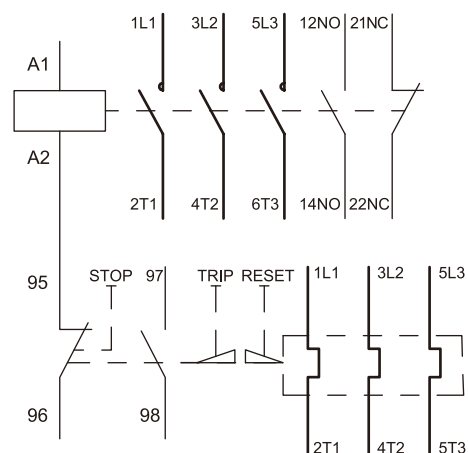 1L1 3L2 5L3 12NO 21NC
A1
A2
2T1 4T2 6T3 14NO 22NC
95 STOP 97 TRIP RESET 1L1 3L2 5L3
96 98
2T1 4T2 5T3